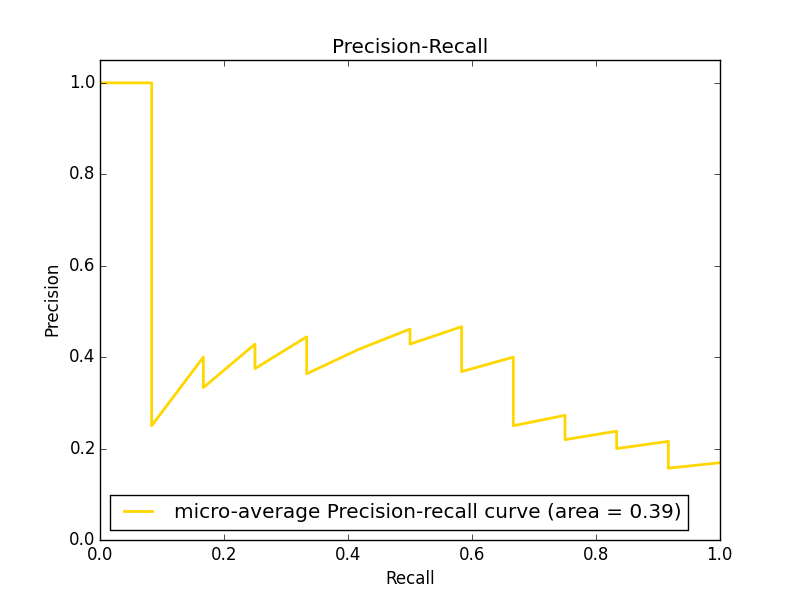 Precision-Recall
1.0
0.8
0.6
0.4
0.2
0.0
Precision
micro-average Precision-recall curve (area = 0.39)
0.0 0.2 0.4 0.6 0.8 1.0
Recall